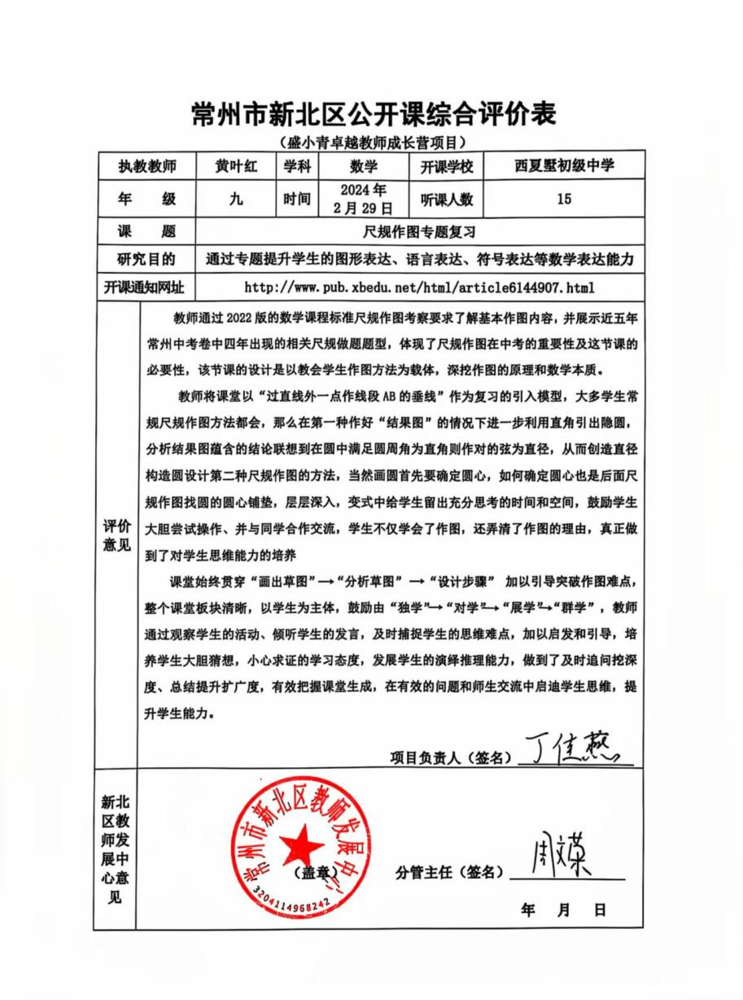 常州市新北区公开课综合评价表
（盛小青卓越教师成长营项目）
执教教师 黄叶红 学科 数学 开课学校 西夏墅初级中学
年 级 九 时间 2024 年 2 月 29 日 听课人数 15
课 题 尺规作图专题复习
研究目的 通过专题提升学生的图形表达、语言表达、符号表达等数学表达能力
开课通知网址 http://www.pub.xbedu.net/html/article6144907.html
评价意见
教师通过 2022 版的数学课程标准尺规作图考察要求了解基本作图内容，并展示近五年
常州中考卷中四年出现的相关尺规做题题型，体现了尺规作图在中考的重要性及这节课的
必要性，该节课的设计是以教会学生作图方法为载体，深挖作图的原理和数学本质。
教师将课堂以“过直线外一点作线段 AB 的垂线”作为复习的引入模型，大多学生常
规尺规作图方法都会，那么在第一种作好“结果图”的情况下进一步利用直角引出隐圆，
分析结果图蕴含的结论联想到在圆中满足圆周角为直角则作对的弦为直径，从而创造直径
构造圆设计第二种尺规作图的方法，当然画圆首先要确定圆心，如何确定圆心也是后面尺
规作图找圆的圆心铺垫，层层深入，变式中给学生留出充分思考的时间和空间，鼓励学生
大胆尝试操作、并与同学合作交流，学生不仅学会了作图，还弄清了作图的理由，真正做
到了对学生思维能力的培养
课堂始终贯穿“画出草图”→“分析草图”→“设计步骤” 加以引导突破作图难点，
整个课堂板块清晰，以学生为主体，鼓励由“独学”→“对学”→“展学”→“群学”，教师
通过观察学生的活动、倾听学生的发言，及时捕捉学生的思维难点，加以启发和引导，培
养学生大胆猜想，小心求证的学习态度，发展学生的演绎推理能力，做到了及时追问挖深
度、总结提升扩广度，有效把握课堂生成，在有效的问题和师生交流中启迪学生思维，提
升学生能力。
项目负责人（签名） 丁佳燕
新北区教师发展中心意见
常州市新北区教师发展中心
（盖章）
3204114968242
分管主任（签名） 周文荣
年 月 日